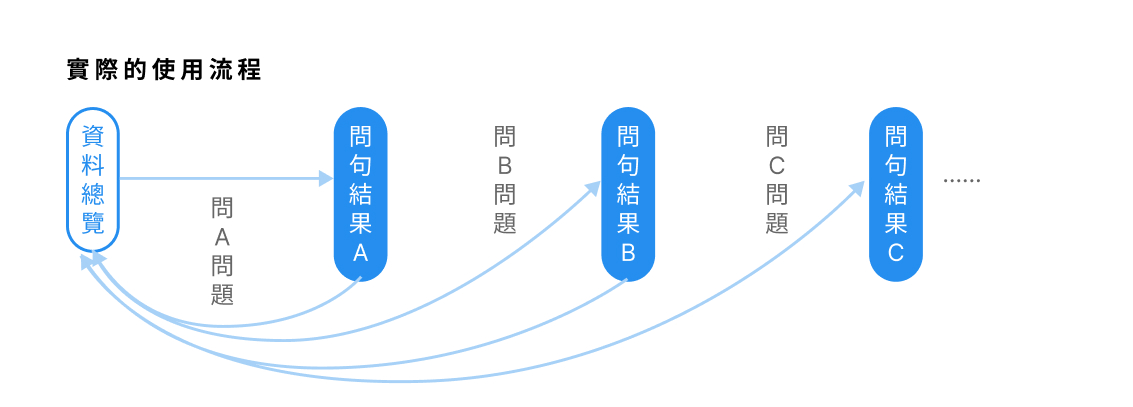 實際的使用流程
資料總覽
問A問題
問句結果A
問B問題
問句結果B
問C問題
問句結果C
......